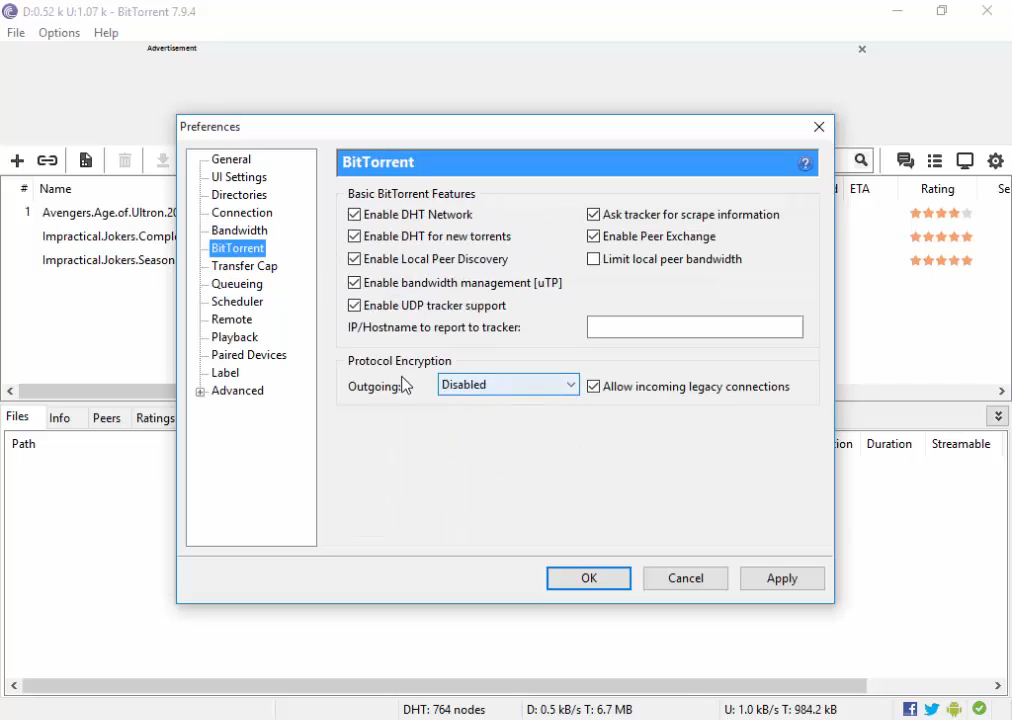 D:0.52 k U:1.07 k - BitTorrent 7.9.4
File Options Help
Advertisement
Preferences
General
UI Settings
Directories
Connection
Bandwidth
BitTorrent
Transfer Cap
Queueing
Scheduler
Remote
Playback
Paired Devices
Label
Advanced
BitTorrent
Basic BitTorrent Features
Enable DHT Network
Ask tracker for scrape information
Enable DHT for new torrents
Enable Peer Exchange
Enable Local Peer Discovery
Limit local peer bandwidth
Enable bandwidth management [uTP]
Enable UDP tracker support
IP/Hostname to report to tracker:
Protocol Encryption
Outgoing: Disabled Allow incoming legacy connections
OK Cancel Apply
# Name ETA Rating Se
1 Avengers.Age.of.Ultron.20
Impractical.Jokers.Comple
Impractical.Jokers.Season
Files Info Peers Ratings
Path ion Duration Streamable
DHT: 764 nodes D: 0.5 kB/s T: 6.7 MB U: 1.0 kB/s T: 984.2 kB